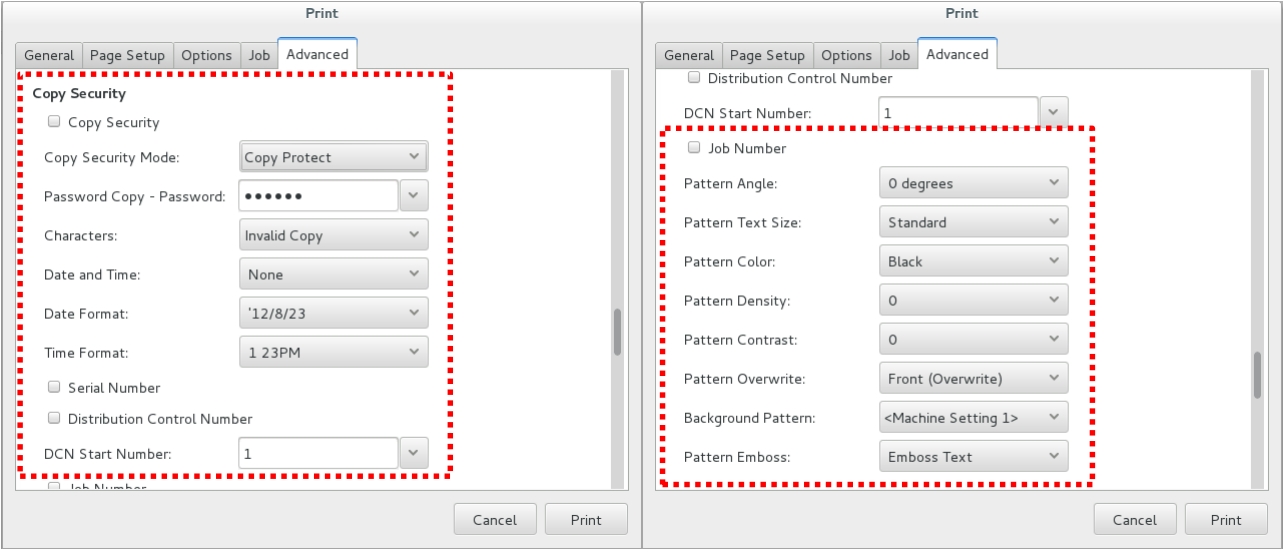 Print
General Page Setup Options Job Advanced
Copy Security
Copy Security
Copy Security Mode: Copy Protect
Password Copy - Password: ●●●●●●
Characters: Invalid Copy
Date and Time: None
Date Format: '12/8/23
Time Format: 1 23PM
Serial Number
Distribution Control Number
DCN Start Number: 1
Job Number
Cancel Print
Print
General Page Setup Options Job Advanced
Distribution Control Number
DCN Start Number: 1
Job Number
Pattern Angle: 0 degrees
Pattern Text Size: Standard
Pattern Color: Black
Pattern Density: 0
Pattern Contrast: 0
Pattern Overwrite: Front (Overwrite)
Background Pattern: <Machine Setting 1>
Pattern Emboss: Emboss Text
Cancel Print